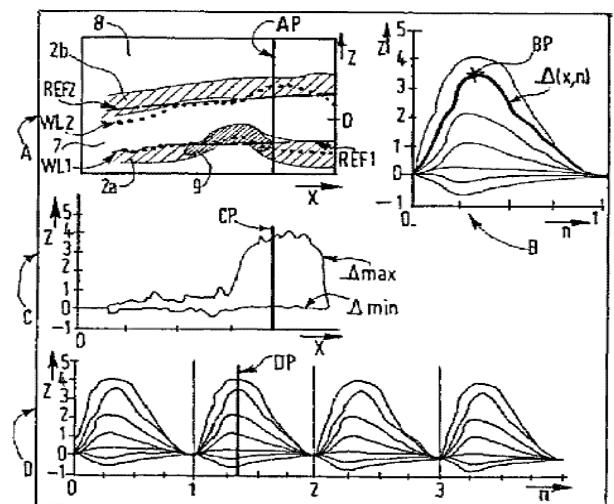 8
AP
Z
2b
REF2
WL2
0
A
7
WL1
2a
9
REF1
X
Z
5
4
3
2
1
0
-1
BP
Δ(x,n)
0
n
1
B
CP
Z
5
4
3
2
1
0
-1
Δmax
Δmin
C
0
X
DP
Z
5
4
3
2
1
0
-1
D
0
1
2
3
n